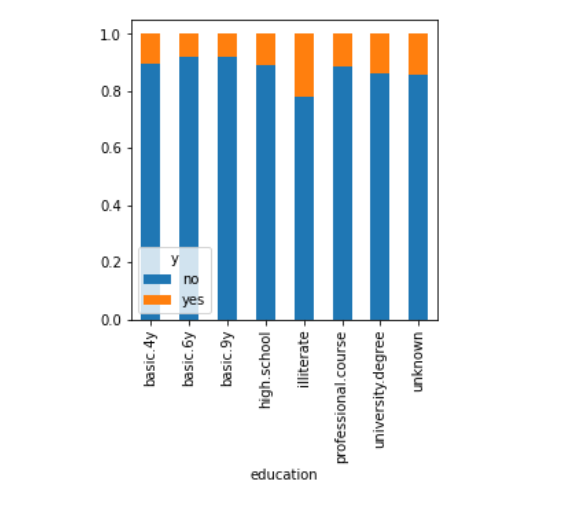 1.0
0.8
0.6
0.4
0.2
0.0
y
no
yes
basic.4y
basic.6y
basic.9y
high.school
illiterate
professional.course
university.degree
unknown
education